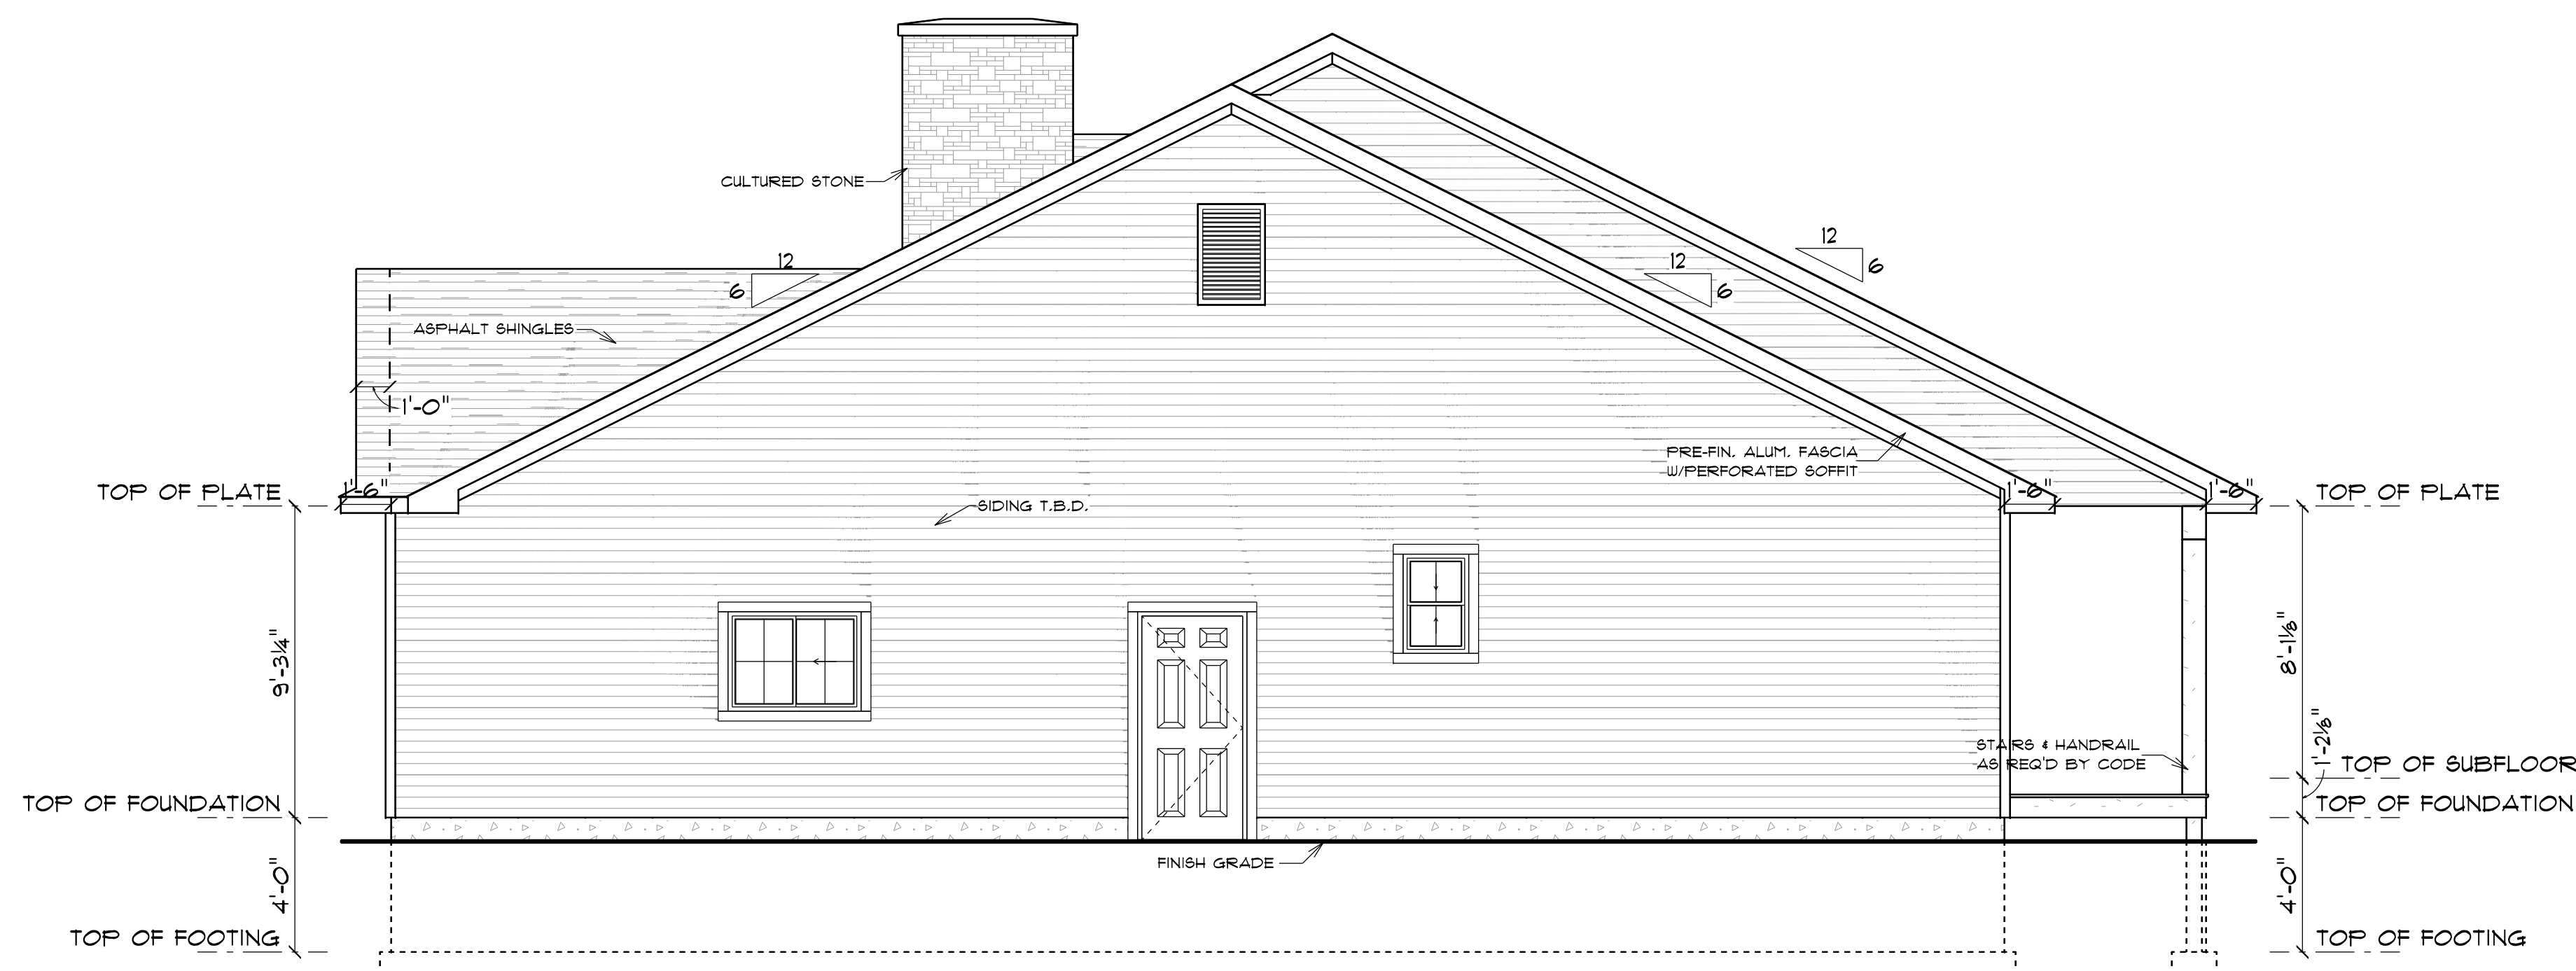 CULTURED STONE
12
6
ASPHALT SHINGLES
1'-0"
12
6
12
6
PRE-FIN. ALUM. FASCIA
W/PERFORATED SOFFIT
TOP OF PLATE
1'-6"
SIDING T.B.D.
1'-6"
1'-6"
TOP OF PLATE
9'-3¼"
8'-1⅛"
STAIRS & HANDRAIL
AS REQ'D BY CODE
1'-2⅛"
TOP OF SUBFLOOR
TOP OF FOUNDATION
TOP OF FOUNDATION
FINISH GRADE
4'-0"
4'-0"
TOP OF FOOTING
TOP OF FOOTING